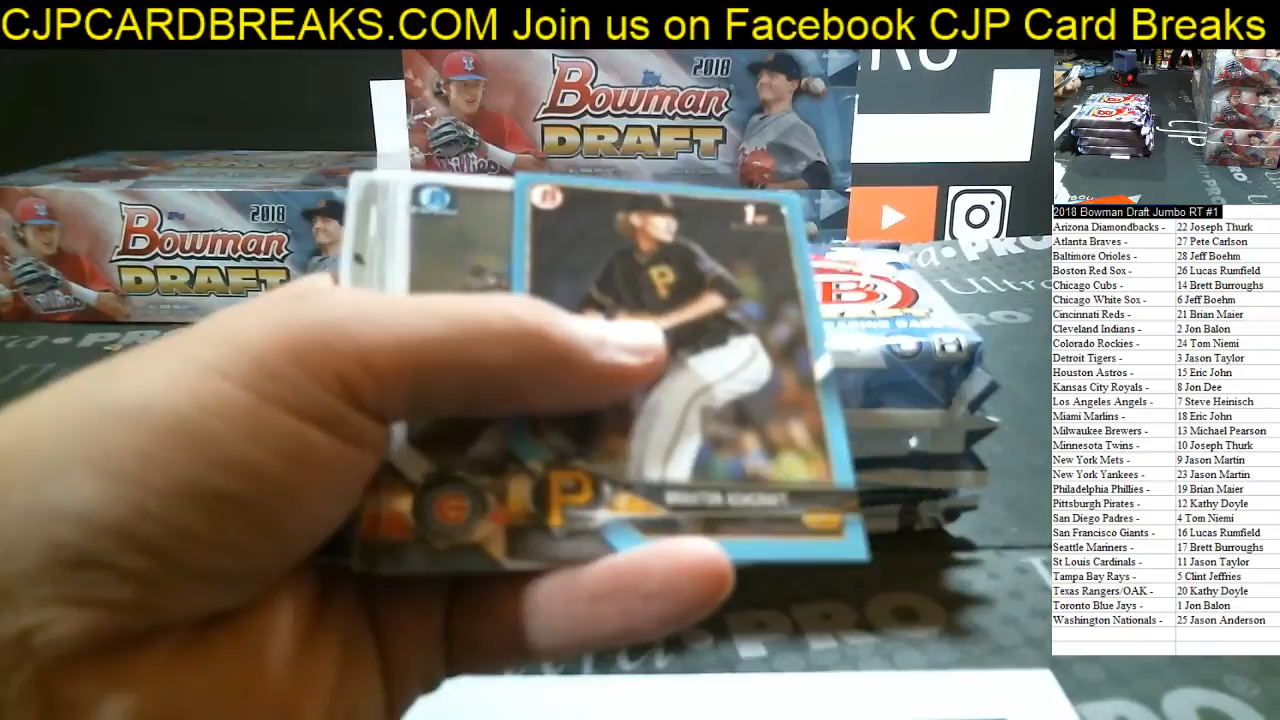 CJPCARDBREAKS.COM Join us on Facebook CJP Card Breaks
Topps 2018
Bowman
DRAFT
Phillies
Topps 2018
Bowman
DRAFT
1st
P
P
2018 Bowman Draft Jumbo RT #1
Arizona Diamondbacks - 22 Joseph Thurk
Atlanta Braves - 27 Pete Carlson
Baltimore Orioles - 28 Jeff Boehm
Boston Red Sox - 26 Lucas Rumfield
Chicago Cubs - 14 Brett Burroughs
Chicago White Sox - 6 Jeff Boehm
Cincinnati Reds - 21 Brian Maier
Cleveland Indians - 2 Jon Balon
Colorado Rockies - 24 Tom Niemi
Detroit Tigers - 3 Jason Taylor
Houston Astros - 15 Eric John
Kansas City Royals - 8 Jon Dee
Los Angeles Angels - 7 Steve Heinisch
Miami Marlins - 18 Eric John
Milwaukee Brewers - 13 Michael Pearson
Minnesota Twins - 10 Joseph Thurk
New York Mets - 9 Jason Martin
New York Yankees - 23 Jason Martin
Philadelphia Phillies - 19 Brian Maier
Pittsburgh Pirates - 12 Kathy Doyle
San Diego Padres - 4 Tom Niemi
San Francisco Giants - 16 Lucas Rumfield
Seattle Mariners - 17 Brett Burroughs
St Louis Cardinals - 11 Jason Taylor
Tampa Bay Rays - 5 Clint Jeffries
Texas Rangers/OAK - 20 Kathy Doyle
Toronto Blue Jays - 1 Jon Balon
Washington Nationals - 25 Jason Anderson